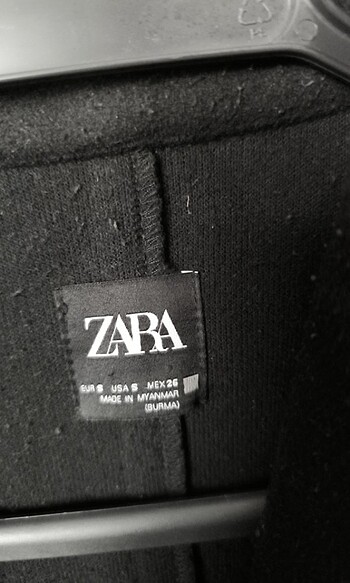 ZARA
EUR S USA S MEX 26
MADE IN MYANMAR
(BURMA)